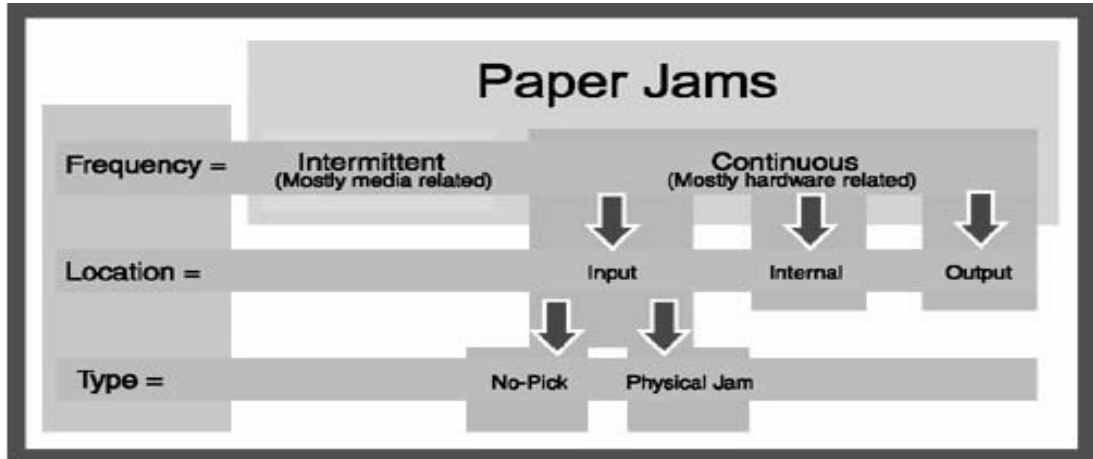 Paper Jams
Frequency = Intermittent Continuous
(Mostly media related) (Mostly hardware related)
Location = Input Internal Output
Type = No-Pick Physical Jam